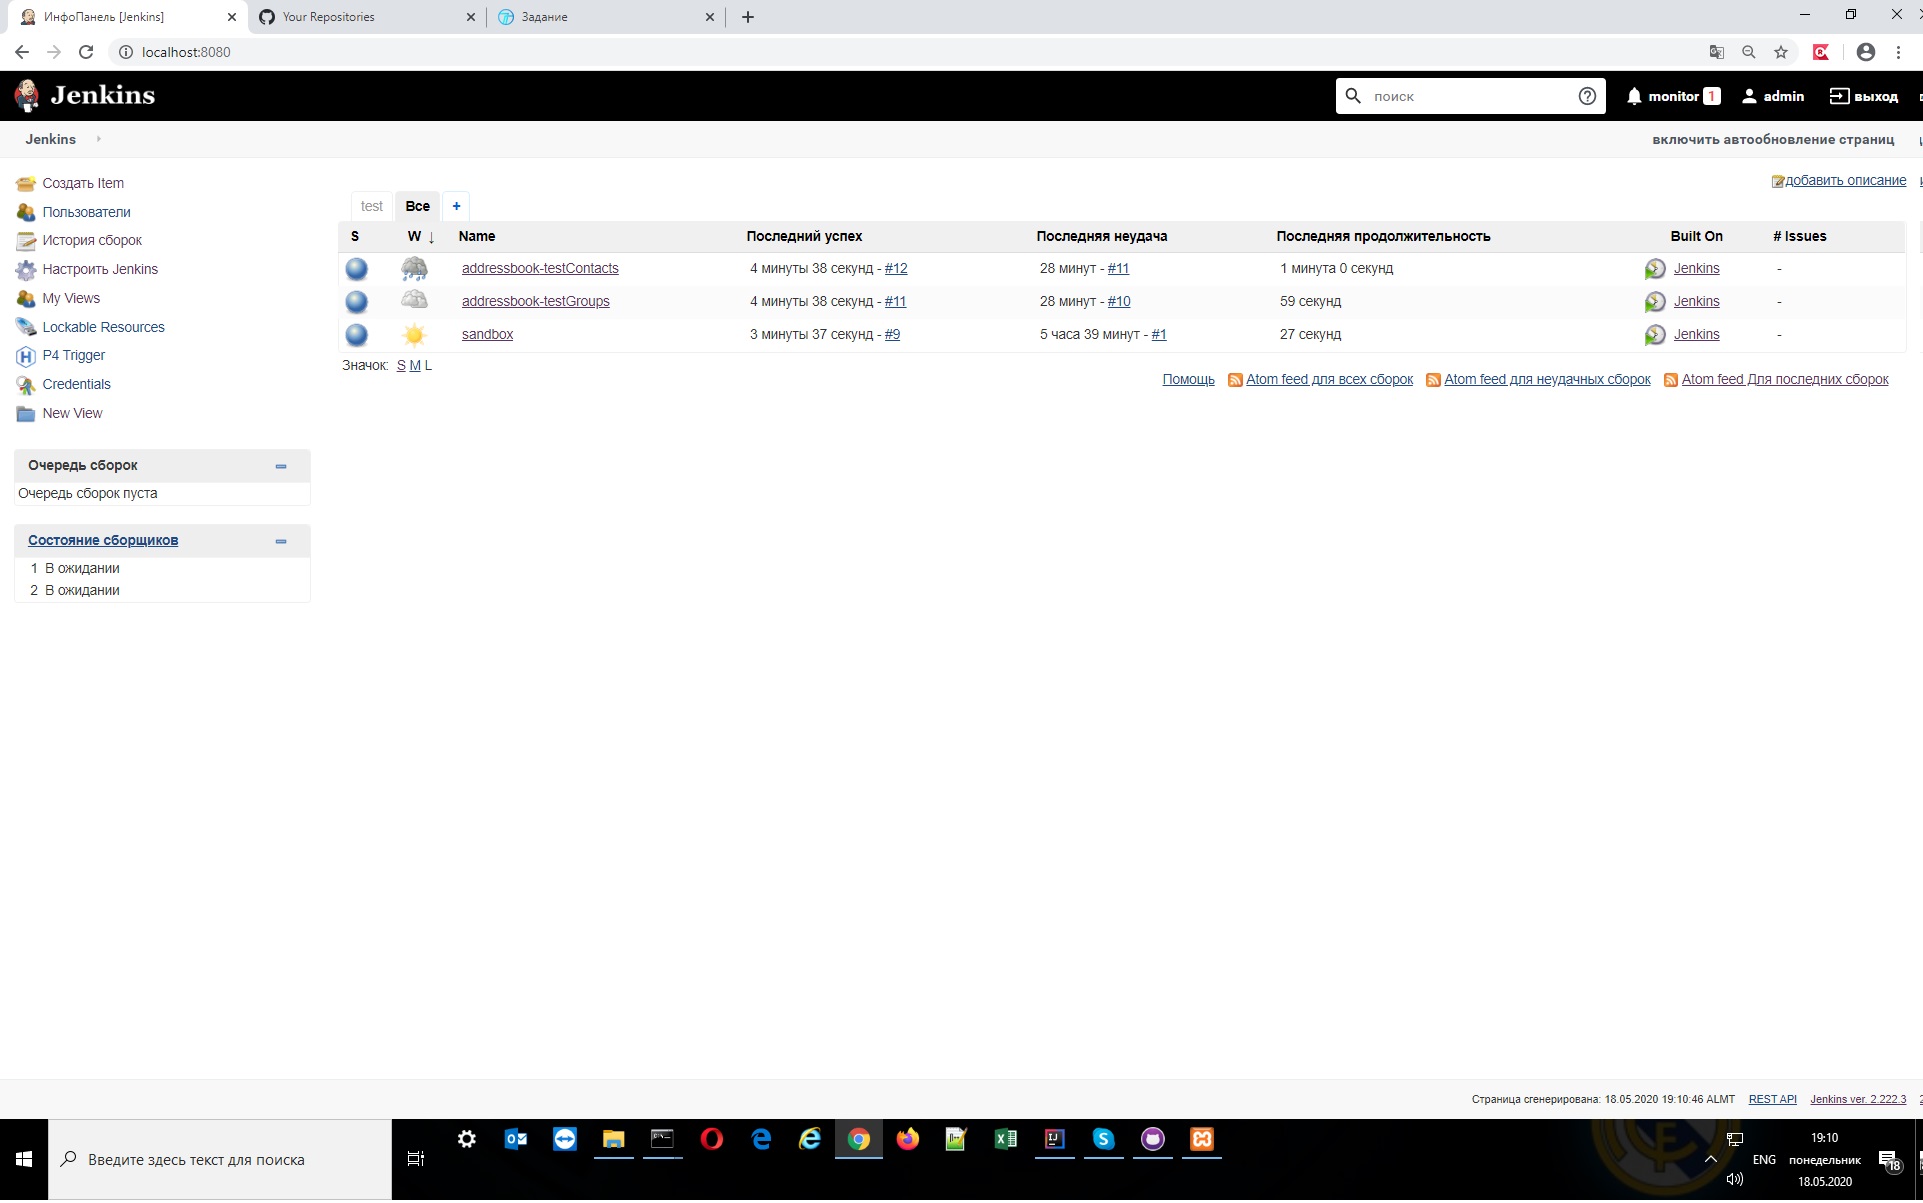 ИнфоПанель [Jenkins]
Your Repositories
Задание
localhost:8080
Jenkins
поиск
monitor 1
admin
выход
Jenkins
включить автообновление страниц
Создать Item
Пользователи
История сборок
Настроить Jenkins
My Views
Lockable Resources
P4 Trigger
Credentials
New View
Очередь сборок
Очередь сборок пуста
Состояние сборщиков
1 В ожидании
2 В ожидании
добавить описание
test Все +
S W ↓ Name Последний успех Последняя неудача Последняя продолжительность Built On # Issues
addressbook-testContacts 4 минуты 38 секунд - #12 28 минут - #11 1 минута 0 секунд Jenkins -
addressbook-testGroups 4 минуты 38 секунд - #11 28 минут - #10 59 секунд Jenkins -
sandbox 3 минуты 37 секунд - #9 5 часа 39 минут - #1 27 секунд Jenkins -
Значок: S M L
Помощь Atom feed для всех сборок Atom feed для неудачных сборок Atom feed Для последних сборок
Страница сгенерирована: 18.05.2020 19:10:46 ALMT REST API Jenkins ver. 2.222.3
Введите здесь текст для поиска
ENG
19:10
понедельник
18.05.2020
18